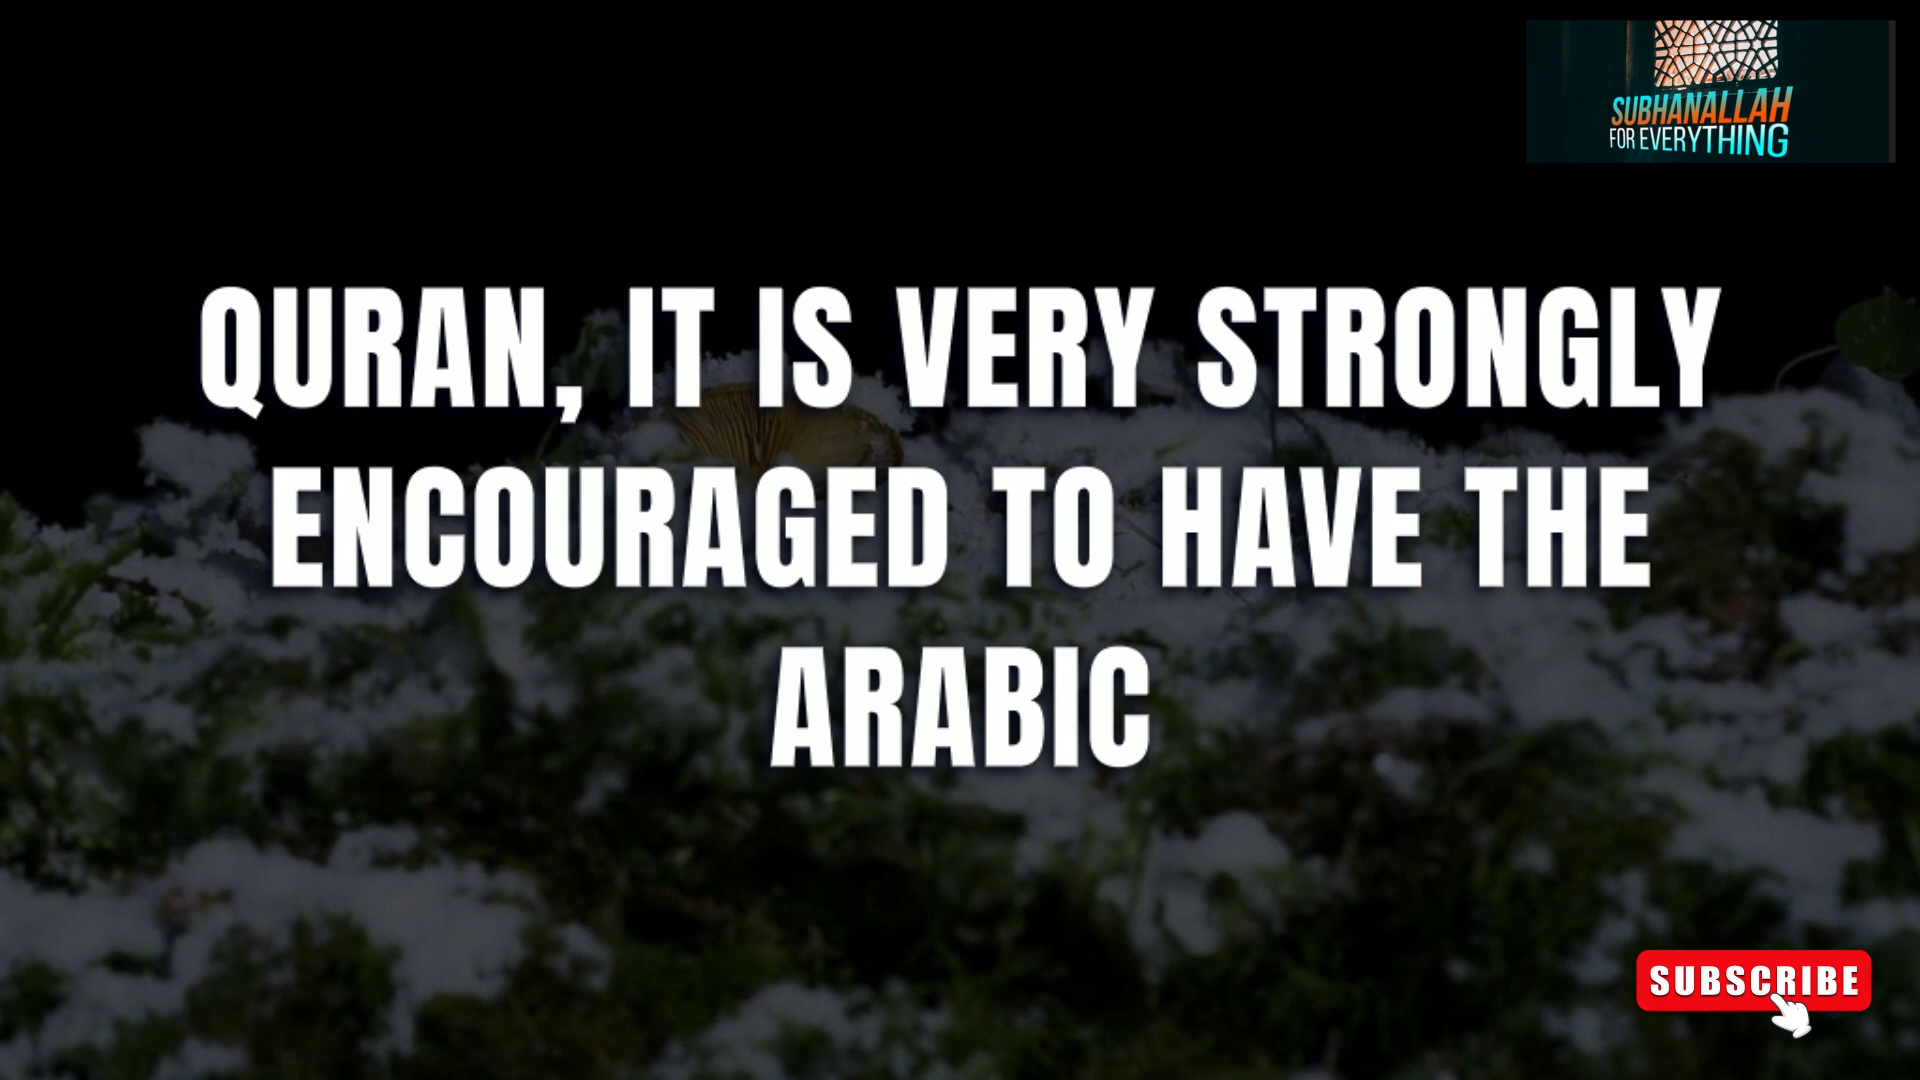 SUBHANALLAH
FOR EVERYTHING
QURAN, IT IS VERY STRONGLY
ENCOURAGED TO HAVE THE
ARABIC
SUBSCRIBE